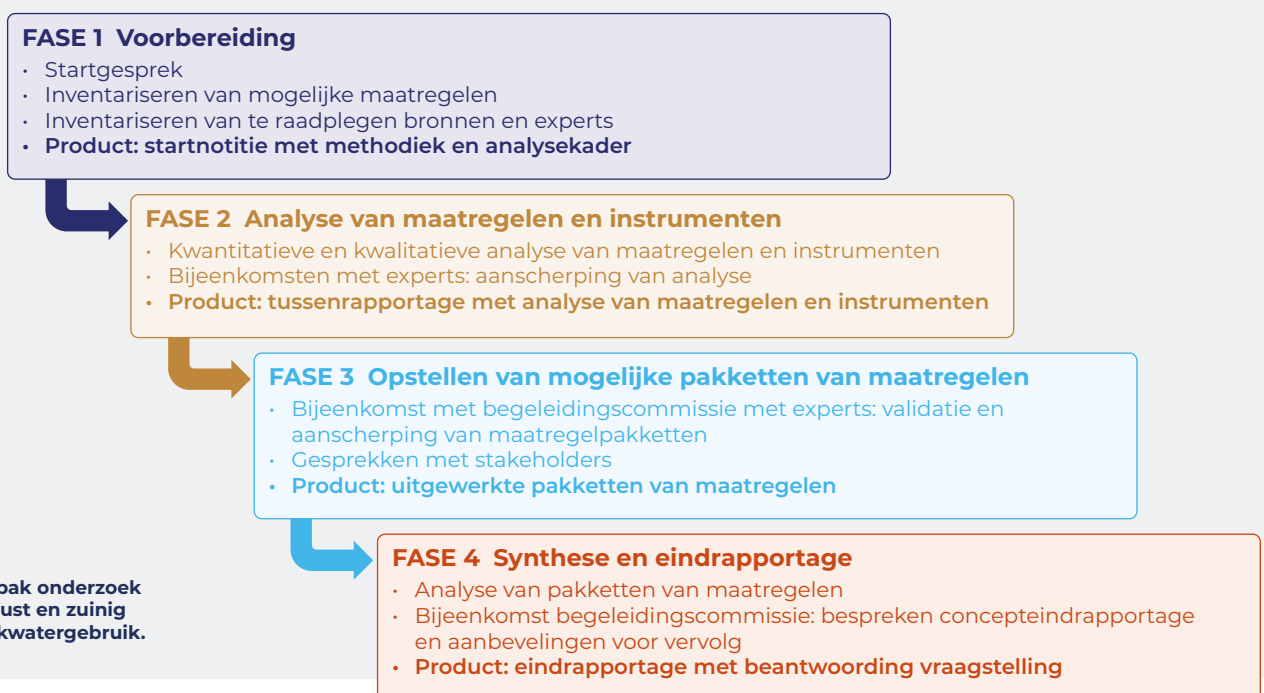 FASE 1 Voorbereiding
· Startgesprek
· Inventariseren van mogelijke maatregelen
· Inventariseren van te raadplegen bronnen en experts
• Product: startnotitie met methodiek en analysekader
FASE 2 Analyse van maatregelen en instrumenten
· Kwantitatieve en kwalitatieve analyse van maatregelen en instrumenten
· Bijeenkomsten met experts: aanscherping van analyse
• Product: tussenrapportage met analyse van maatregelen en instrumenten
FASE 3 Opstellen van mogelijke pakketten van maatregelen
· Bijeenkomst met begeleidingscommissie met experts: validatie en
aanscherping van maatregelpakketten
· Gesprekken met stakeholders
• Product: uitgewerkte pakketten van maatregelen
FASE 4 Synthese en eindrapportage
· Analyse van pakketten van maatregelen
· Bijeenkomst begeleidingscommissie: bespreken concepteindrapportage
en aanbevelingen voor vervolg
• Product: eindrapportage met beantwoording vraagstelling
onderzoek
en zuinig